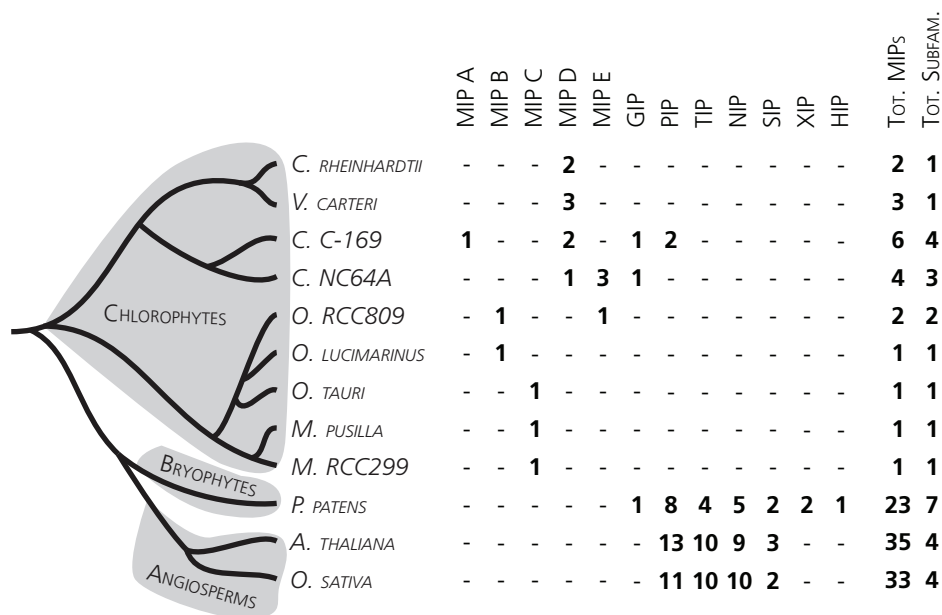 MIP A MIP B MIP C MIP D MIP E GIP PIP TIP NIP SIP XIP HIP TOT. MIPs TOT. SUBFAM.
C. RHEINHARDTII - - - 2 - - - - - - - 2 1
V. CARTERI - - - 3 - - - - - - - 3 1
C. C-169 1 - - 2 - 1 2 - - - - - 6 4
C. NC64A - - - 1 3 1 - - - - - - 4 3
CHLOROPHYTES
O. RCC809 - 1 - - 1 - - - - - - - 2 2
O. LUCIMARINUS - 1 - - - - - - - - - - 1 1
O. TAURI - - 1 - - - - - - - - - 1 1
M. PUSILLA - - 1 - - - - - - - - - 1 1
M. RCC299 - - 1 - - - - - - - - - 1 1
BRYOPHYTES
P. PATENS - - - - - 1 8 4 5 2 2 1 23 7
A. THALIANA - - - - - - 13 10 9 3 - - 35 4
O. SATIVA - - - - - - 11 10 10 2 - - 33 4
ANGIOSPERMS